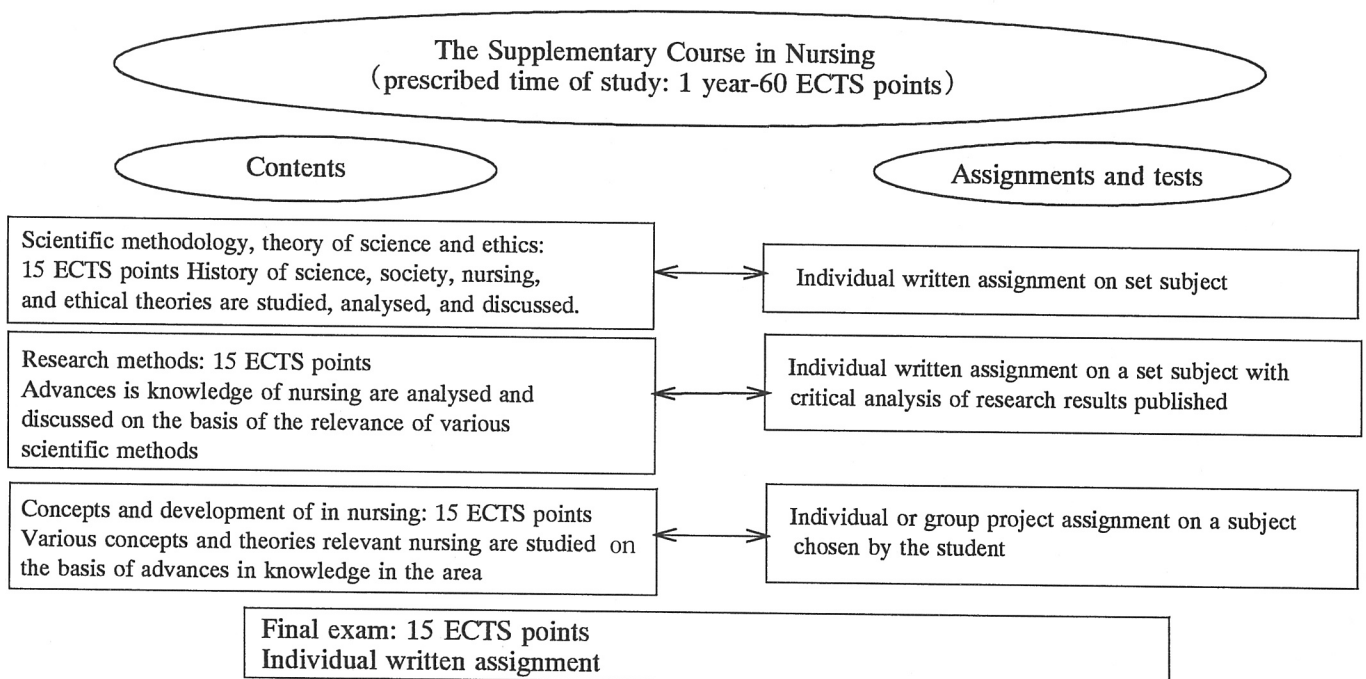 The Supplementary Course in Nursing
(prescribed time of study: 1 year-60 ECTS points)
Contents
Assignments and tests
Scientific methodology, theory of science and ethics:
15 ECTS points History of science, society, nursing,
and ethical theories are studied, analysed, and discussed.
Individual written assignment on set subject
Research methods: 15 ECTS points
Advances is knowledge of nursing are analysed and
discussed on the basis of the relevance of various
scientific methods
Individual written assignment on a set subject with
critical analysis of research results published
Concepts and development of in nursing: 15 ECTS points
Various concepts and theories relevant nursing are studied on
the basis of advances in knowledge in the area
Individual or group project assignment on a subject
chosen by the student
Final exam: 15 ECTS points
Individual written assignment